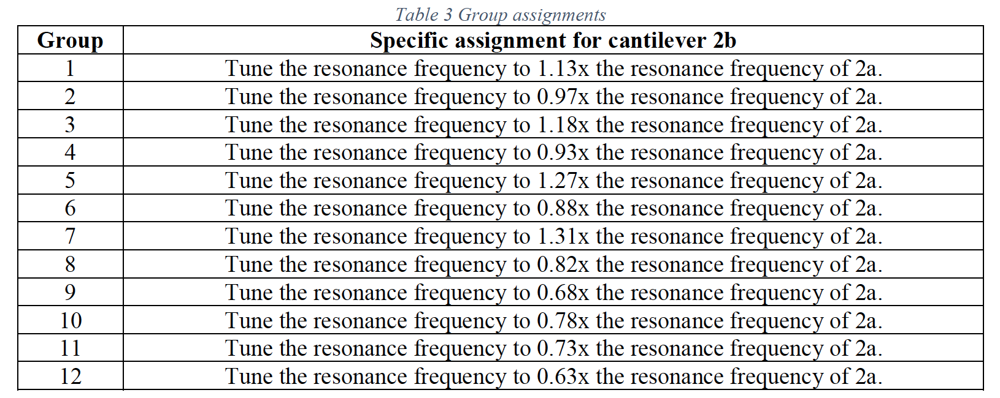 Table 3 Group assignments
Group Specific assignment for cantilever 2b
1 Tune the resonance frequency to 1.13x the resonance frequency of 2a.
2 Tune the resonance frequency to 0.97x the resonance frequency of 2a.
3 Tune the resonance frequency to 1.18x the resonance frequency of 2a.
4 Tune the resonance frequency to 0.93x the resonance frequency of 2a.
5 Tune the resonance frequency to 1.27x the resonance frequency of 2a.
6 Tune the resonance frequency to 0.88x the resonance frequency of 2a.
7 Tune the resonance frequency to 1.31x the resonance frequency of 2a.
8 Tune the resonance frequency to 0.82x the resonance frequency of 2a.
9 Tune the resonance frequency to 0.68x the resonance frequency of 2a.
10 Tune the resonance frequency to 0.78x the resonance frequency of 2a.
11 Tune the resonance frequency to 0.73x the resonance frequency of 2a.
12 Tune the resonance frequency to 0.63x the resonance frequency of 2a.